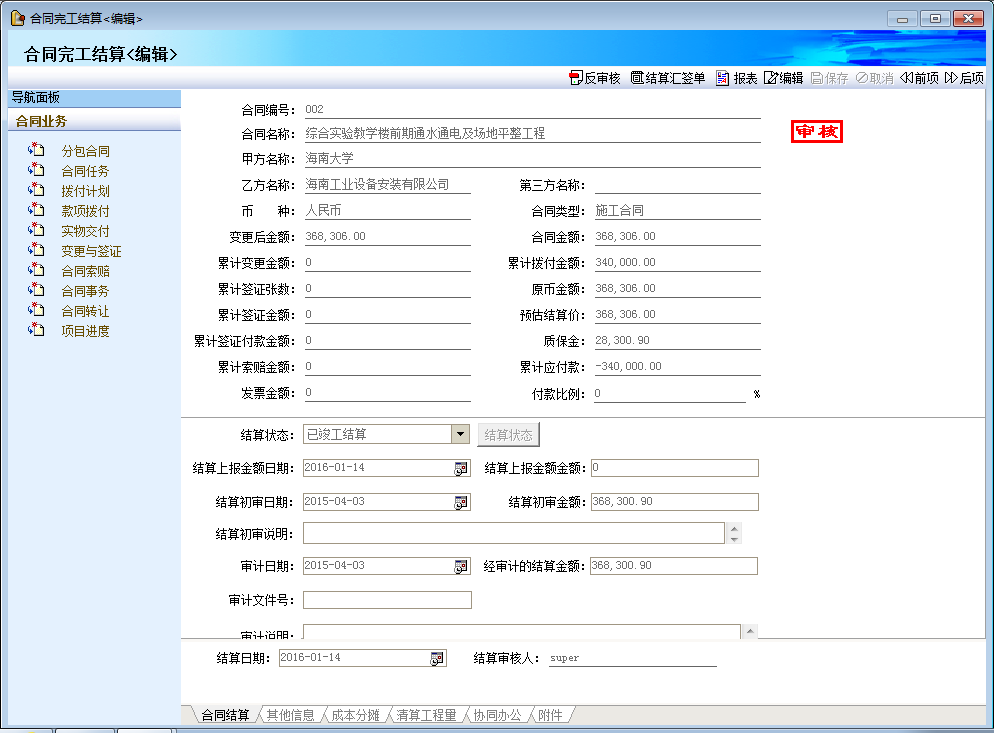 合同完工结算<编辑>
合同完工结算<编辑>
反审核 结算汇签单 报表 编辑 保存 取消 前项 后项
导航面板
合同业务
分包合同
合同任务
拨付计划
款项拨付
实物交付
变更与签证
合同索赔
合同事务
合同转让
项目进度
合同编号: 002
合同名称: 综合实验教学楼前期通水通电及场地平整工程
审核
甲方名称: 海南大学
乙方名称: 海南工业设备安装有限公司 第三方名称:
币 种: 人民币 合同类型: 施工合同
变更后金额: 368,306.00 合同金额: 368,306.00
累计变更金额: 0 累计拨付金额: 340,000.00
累计签证张数: 0 原币金额: 368,306.00
累计签证金额: 0 预估结算价: 368,306.00
累计签证付款金额: 0 质保金: 28,300.90
累计索赔金额: 0 累计应付款: -340,000.00
发票金额: 0 付款比例: 0 %
结算状态: 已竣工结算 结算状态
结算上报金额日期: 2016-01-14 结算上报金额金额: 0
结算初审日期: 2015-04-03 结算初审金额: 368,300.90
结算初审说明:
审计日期: 2015-04-03 经审计的结算金额: 368,300.90
审计文件号:
审计说明:
结算日期: 2016-01-14 结算审核人: super
合同结算 其他信息 成本分摊 清算工程量 协同办公 附件